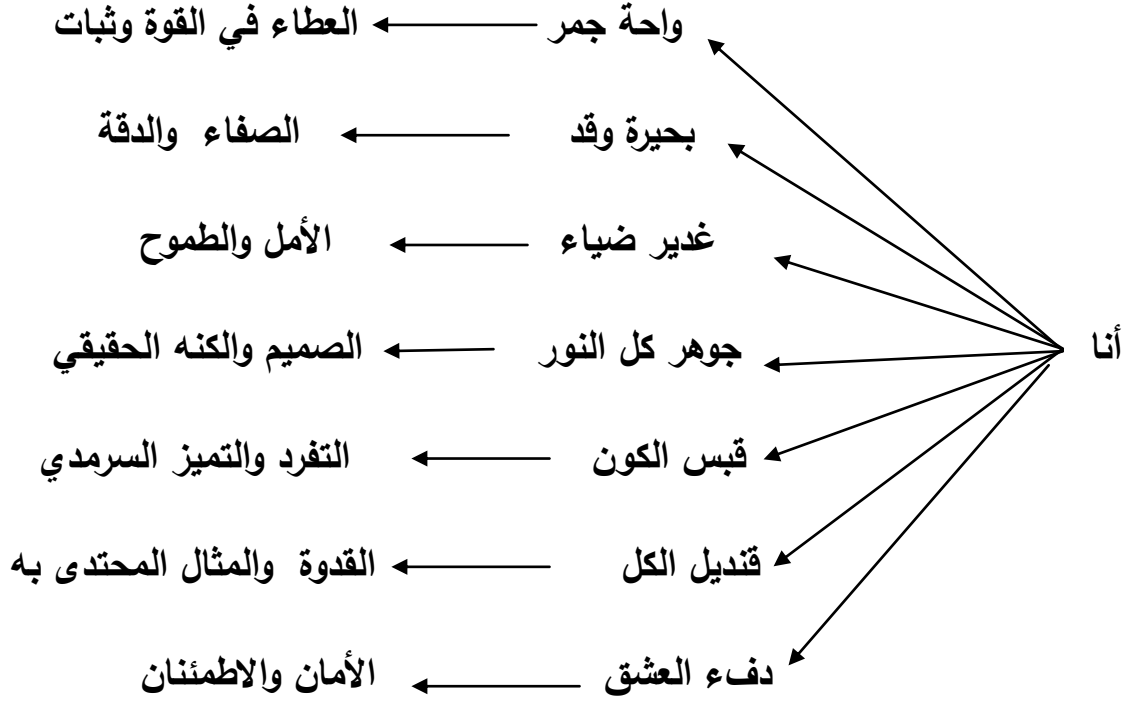 واحة جمر العطاء في القوة وثبات
بحيرة وقد الصفاء والدقة
غدير ضياء الأمل والطموح
أنا جوهر كل النور الصميم والكنه الحقيقي
قبس الكون التفرد والتميز السرمدي
قنديل الكل القدوة والمثال المحتدى به
دفء العشق الأمان والاطمئنان